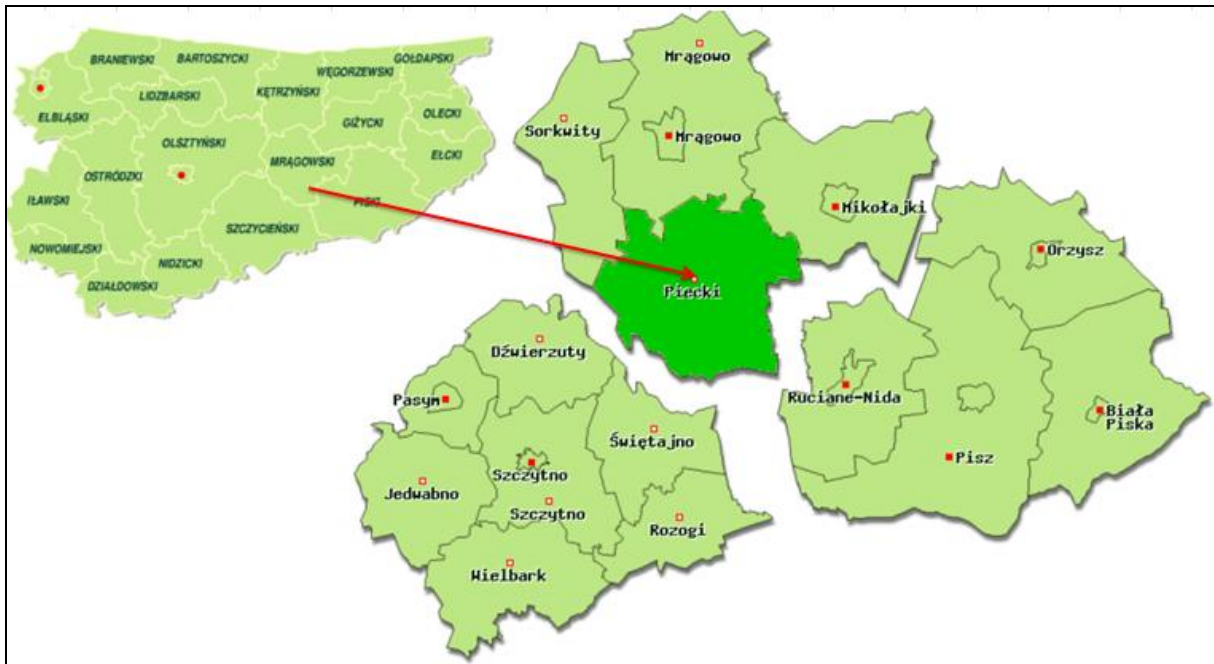 BRANIEWSKI
BARTOSZYCKI
GOŁDAPSKI
WĘGORZEWSKI
KĘTRZYŃSKI
LIDZBARSKI
ELBLĄSKI
GIŻYCKI
OLECKI
OLSZTYŃSKI
EŁCKI
MRĄGOWSKI
OSTRÓDZKI
IŁAWSKI
PISKI
SZCZYCIEŃSKI
NOWOMIEJSKI
NIDZICKI
DZIAŁDOWSKI
Mrągowo
Sorkwity
Mrągowo
Mikołajki
Piecki
Orzysz
Ruciane-Nida
Biała
Piska
Pisz
Dźwierzuty
Pasym
Świętajno
Szczytno
Jedwabno
Szczytno
Rozogi
Wielbark